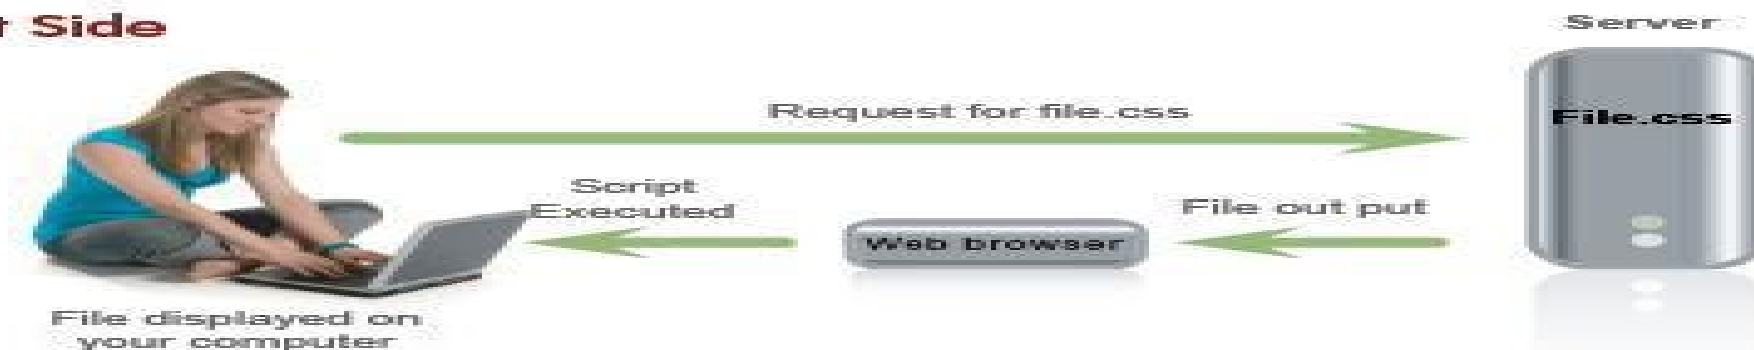 Side
Server
Request for file.css
File.css
Script
Executed
File out put
Web browser
File displayed on
your computer